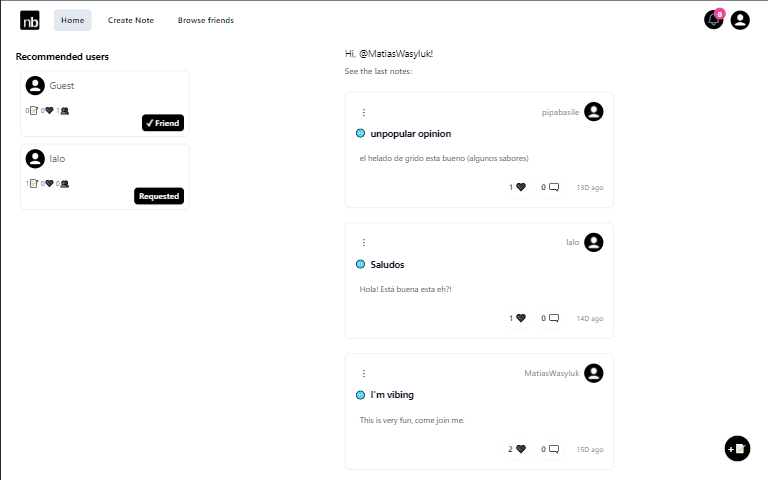 nb Home Create Note Browse friends 0
Recommended users
Guest
0 0 1
✓ Friend
lalo
1 0 0
Requested
Hi, @MatiasWasyluk!
See the last notes:
pipabasile
unpopular opinion
el helado de grido esta bueno (algunos sabores)
1 0 13D ago
lalo
Saludos
Hola! Está buena esta eh?!
1 0 14D ago
MatiasWasyluk
I'm vibing
This is very fun, come join me.
2 0 15D ago
+